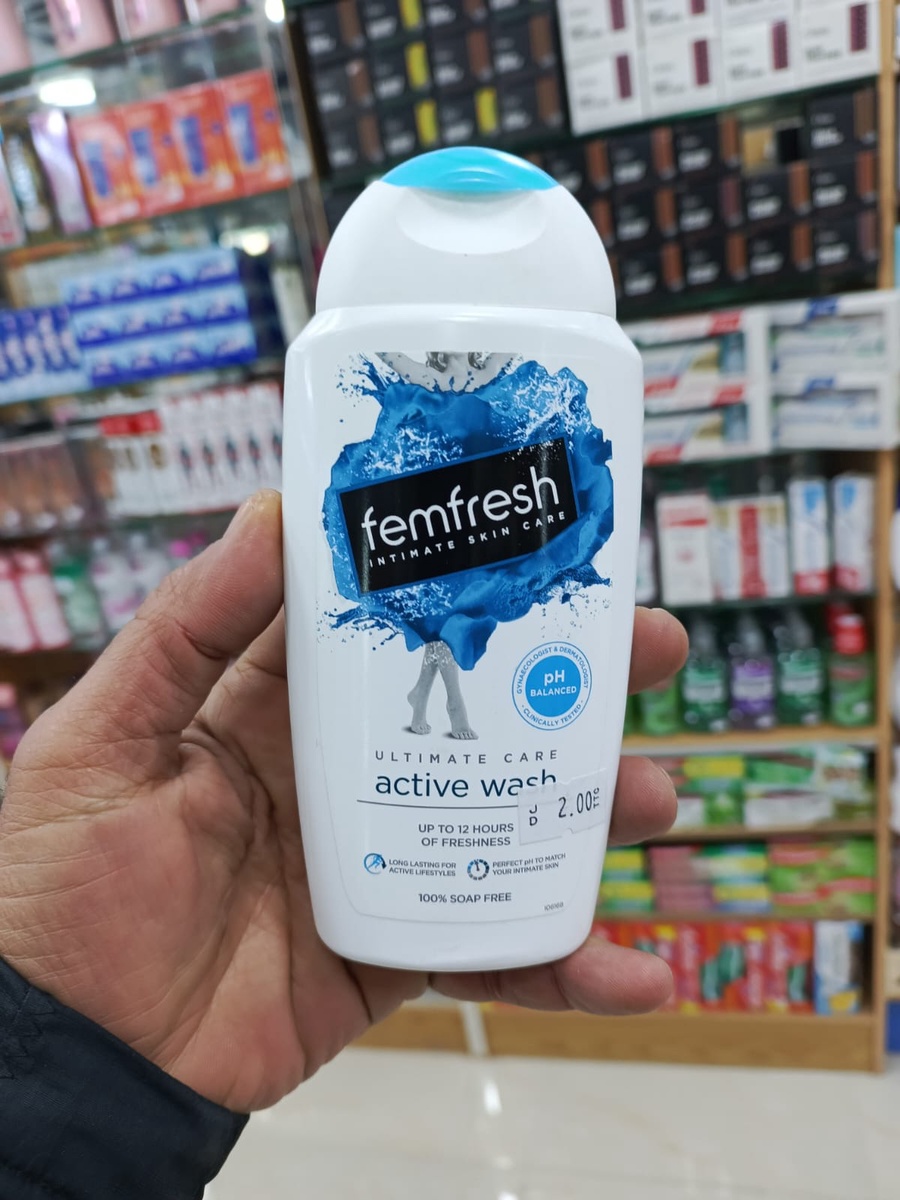 femfresh
INTIMATE SKIN CARE
GYNAECOLOGIST & DERMATOLOGIST
pH
BALANCED
CLINICALLY TESTED
ULTIMATE CARE
active wash
JD 2.00
UP TO 12 HOURS
OF FRESHNESS
LONG LASTING FOR
ACTIVE LIFESTYLES
PERFECT pH TO MATCH
YOUR INTIMATE SKIN
100% SOAP FREE